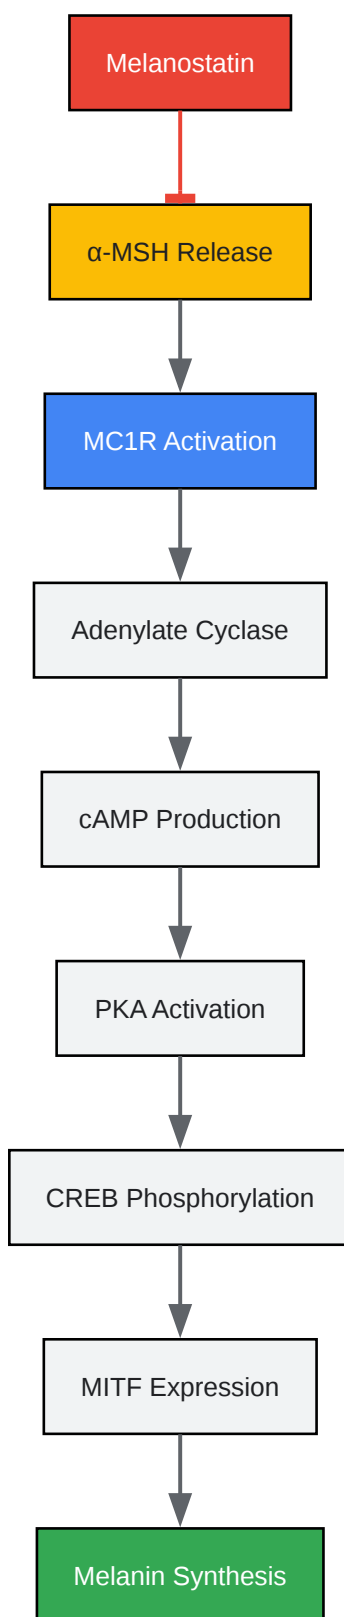 Melanostatin
α-MSH Release
MC1R Activation
Adenylate Cyclase
cAMP Production
PKA Activation
CREB Phosphorylation
MITF Expression
Melanin Synthesis